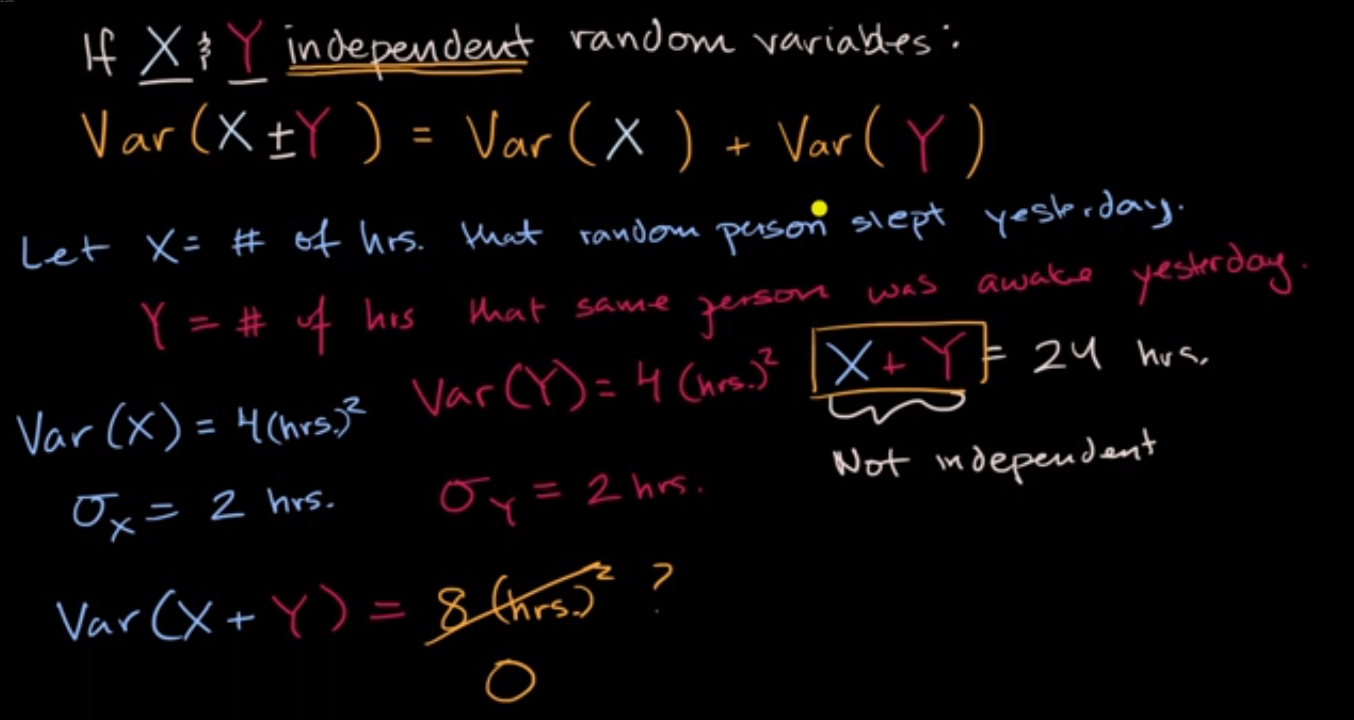 If X & Y independent random variables:
Var(X ± Y) = Var(X) + Var(Y)
Let X = # of hrs. that random person slept yesterday.
Y = # of hrs that same person was awake yesterday.
Var(X) = 4(hrs.)² Var(Y) = 4(hrs.)² X + Y = 24 hrs.
Not independent
σ_X = 2 hrs. σ_Y = 2 hrs.
Var(X + Y) = 8(hrs.)² ?
0